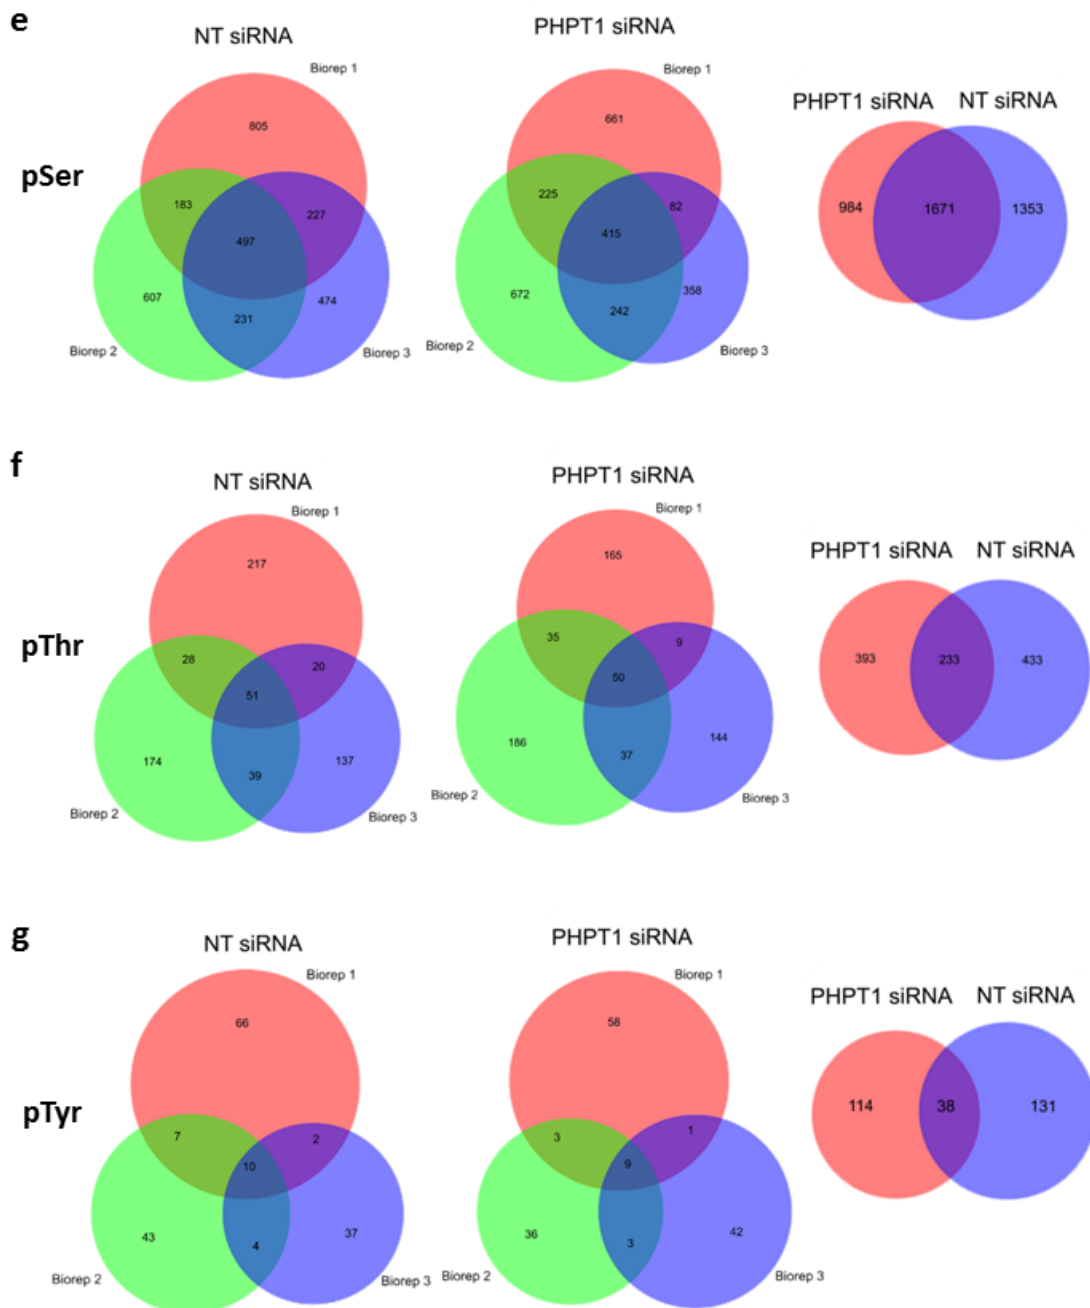 e
NT siRNA
Biorep 1
805
183
227
497
607
231
474
Biorep 2
Biorep 3
PHPT1 siRNA
Biorep 1
661
225
82
415
672
242
358
Biorep 2
Biorep 3
PHPT1 siRNA
NT siRNA
984
1671
1353
pSer
f
NT siRNA
Biorep 1
217
28
20
51
174
39
137
Biorep 2
Biorep 3
PHPT1 siRNA
Biorep 1
165
35
9
50
186
37
144
Biorep 2
Biorep 3
PHPT1 siRNA
NT siRNA
393
233
433
pThr
g
NT siRNA
Biorep 1
66
7
2
10
43
4
37
Biorep 2
Biorep 3
PHPT1 siRNA
Biorep 1
58
3
1
9
36
3
42
Biorep 2
Biorep 3
PHPT1 siRNA
NT siRNA
114
38
131
pTyr